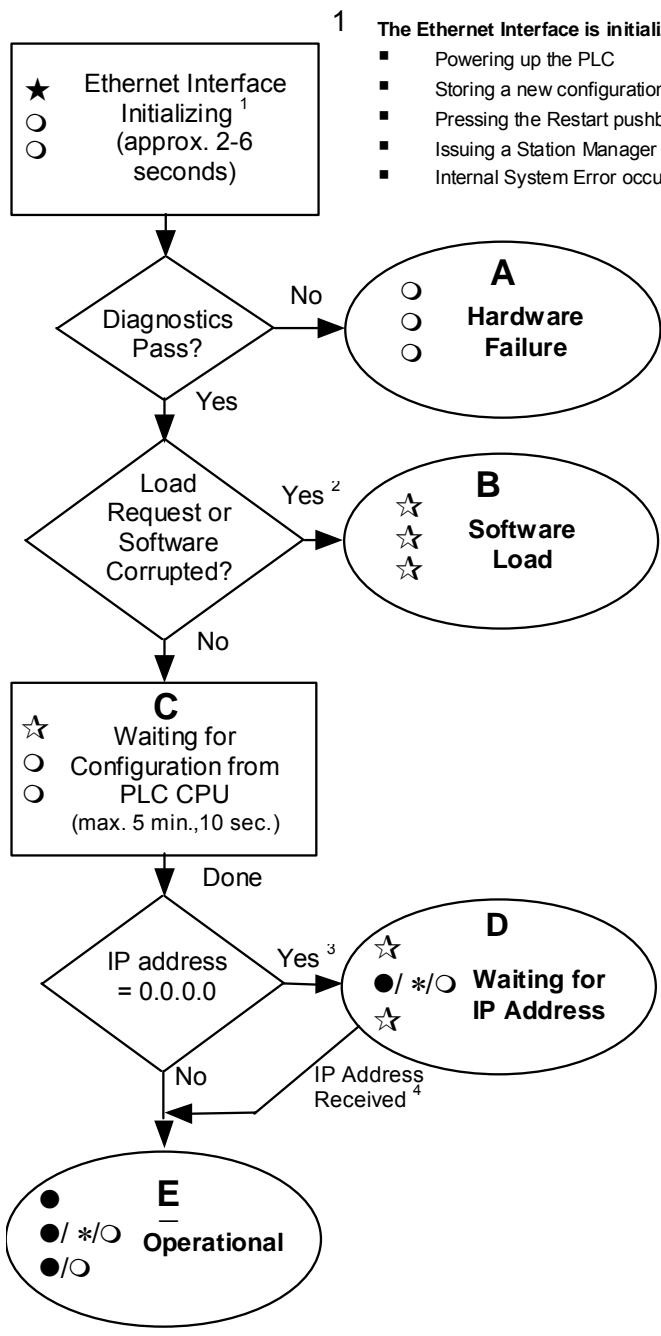 1 The Ethernet Interface is
■ Powering up the PLC
■ Storing a new configuration
■ Pressing the Restart
■ Issuing a Station Manager
■ Internal System Error
★ Ethernet Interface
○ Initializing 1
○ (approx. 2-6
seconds)
Diagnostics
Pass?
No
A
○
○ Hardware
○ Failure
Yes
Load
Request or
Software
Corrupted?
Yes 2
B
☆
☆ Software
☆ Load
No
C
☆ Waiting for
○ Configuration from
○ PLC CPU
(max. 5 min.,10 sec.)
Done
IP address
= 0.0.0.0
Yes 3
D
☆
●/ */○ Waiting for
☆ IP Address
No
IP Address
Received 4
● E
●/ */○ Operational
●/○